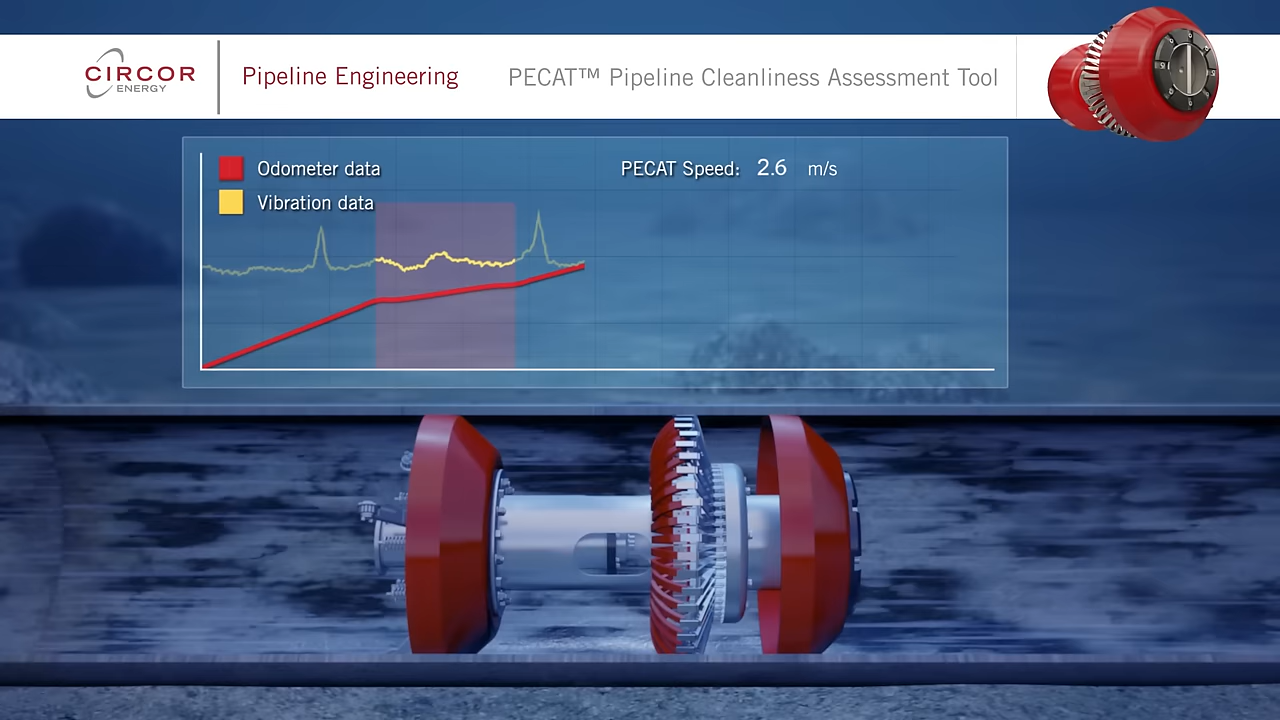 CIRCOR
ENERGY
Pipeline Engineering
PECAT™ Pipeline Cleanliness Assessment Tool
Odometer data
PECAT Speed: 2.6 m/s
Vibration data